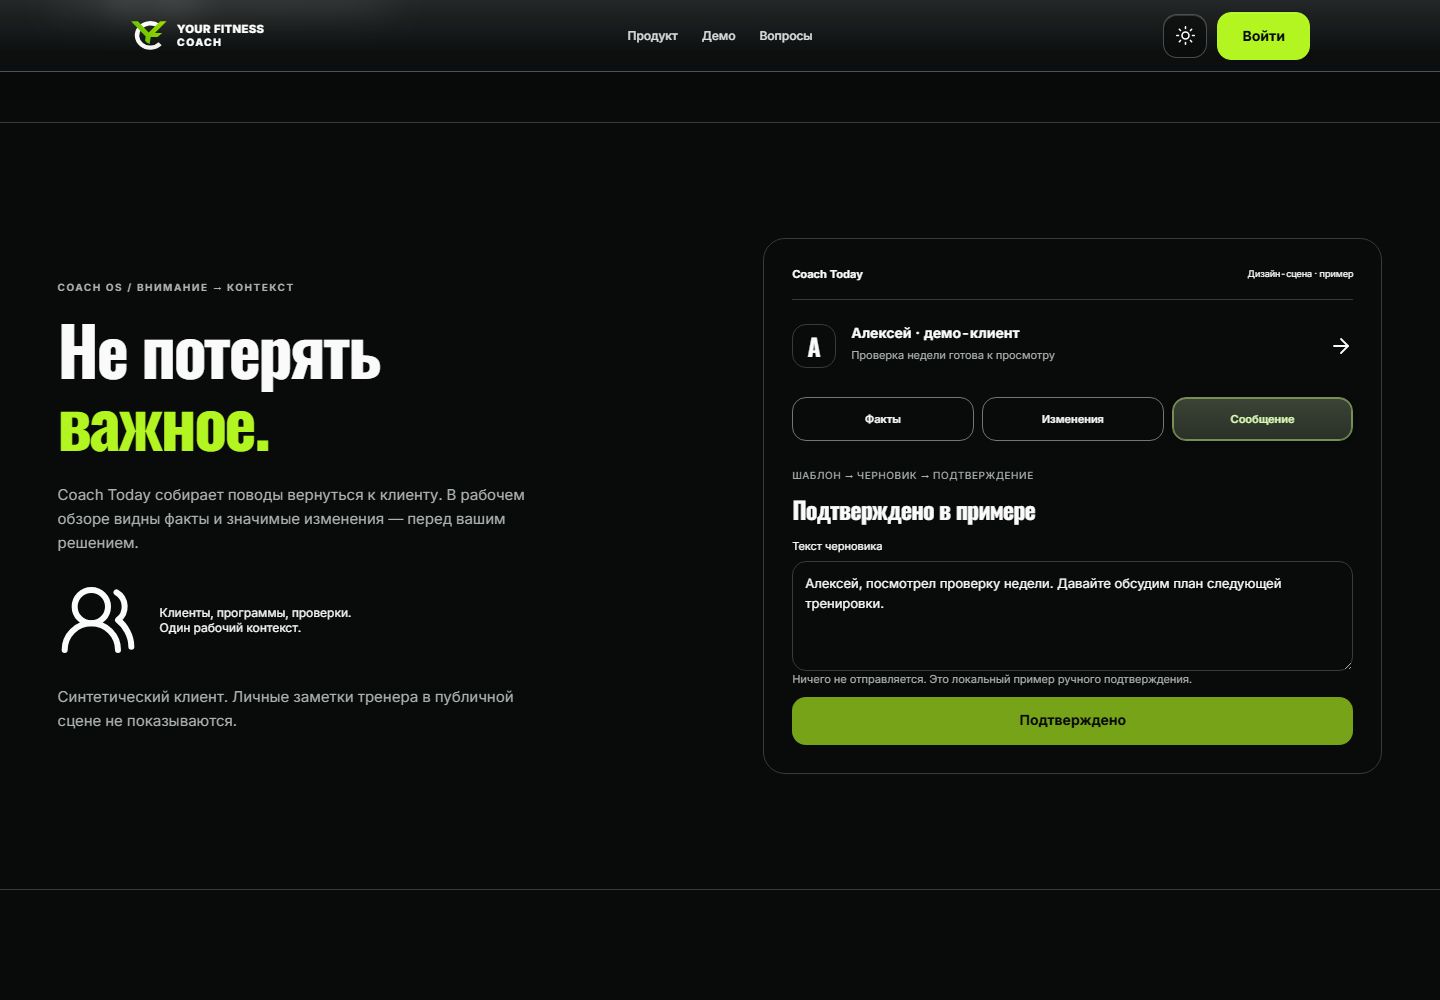 YOUR FITNESS
COACH
Продукт
Демо
Вопросы
Войти
COACH OS / ВНИМАНИЕ → КОНТЕКСТ
Не потерять
важное.
Coach Today собирает поводы вернуться к клиенту. В рабочем
обзоре видны факты и значимые изменения — перед вашим
решением.
Клиенты, программы, проверки.
Один рабочий контекст.
Синтетический клиент. Личные заметки тренера в публичной
сцене не показываются.
Coach Today
Дизайн-сцена · пример
А
Алексей · демо-клиент
Проверка недели готова к просмотру
Факты
Изменения
Сообщение
ШАБЛОН → ЧЕРНОВИК → ПОДТВЕРЖДЕНИЕ
Подтверждено в примере
Текст черновика
Алексей, посмотрел проверку недели. Давайте обсудим план следующей
тренировки.
Ничего не отправляется. Это локальный пример ручного подтверждения.
Подтверждено